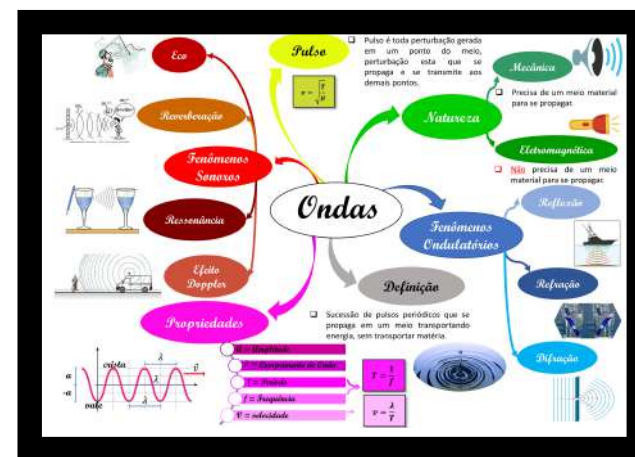 Eco
Reverberação
Fenômenos
Sonoros
Ressonância
Efeito
Doppler
Propriedades
Pulso
Pulso é toda perturbação gerada
em um ponto do meio,
perturbação esta que se
propaga e se transmite aos
demais pontos.
v = √(T/μ)
Ondas
Natureza
Mecânica
Precisa de um meio material
para se propagar.
Eletromagnética
Não precisa de um meio
material para se propagar.
Fenômenos
Ondulatórios
Reflexão
Refração
Difração
Definição
Sucessão de pulsos periódicos que se
propaga em um meio transportando
energia, sem transportar matéria.
crista
λ
λ
v
a
-a
vale
λ
A = Amplitude
λ = Comprimento de Onda
T = Período
f = Frequência
V = velocidade
T = 1/f
v = λ/T